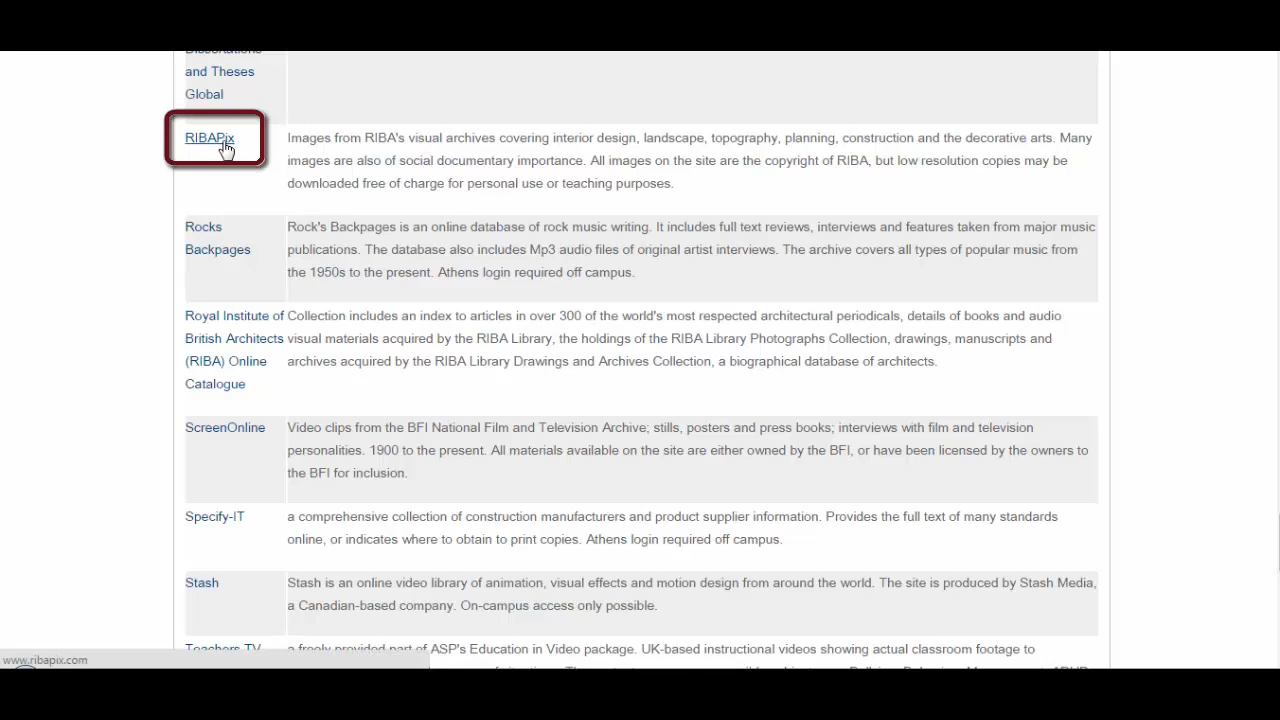 Dissertations
and Theses
Global
RIBAPix
Images from RIBA's visual archives covering interior design, landscape, topography, planning, construction and the decorative arts. Many
images are also of social documentary importance. All images on the site are the copyright of RIBA, but low resolution copies may be
downloaded free of charge for personal use or teaching purposes.
Rocks
Backpages
Rock's Backpages is an online database of rock music writing. It includes full text reviews, interviews and features taken from major music
publications. The database also includes Mp3 audio files of original artist interviews. The archive covers all types of popular music from
the 1950s to the present. Athens login required off campus.
Royal Institute of
British Architects
(RIBA) Online
Catalogue
Collection includes an index to articles in over 300 of the world's most respected architectural periodicals, details of books and audio
visual materials acquired by the RIBA Library, the holdings of the RIBA Library Photographs Collection, drawings, manuscripts and
archives acquired by the RIBA Library Drawings and Archives Collection, a biographical database of architects.
ScreenOnline
Video clips from the BFI National Film and Television Archive; stills, posters and press books; interviews with film and television
personalities. 1900 to the present. All materials available on the site are either owned by the BFI, or have been licensed by the owners to
the BFI for inclusion.
Specify-IT
a comprehensive collection of construction manufacturers and product supplier information. Provides the full text of many standards
online, or indicates where to obtain to print copies. Athens login required off campus.
Stash
Stash is an online video library of animation, visual effects and motion design from around the world. The site is produced by Stash Media,
a Canadian-based company. On-campus access only possible.
Teachers TV
a freely provided part of ASP's Education in Video package. UK-based instructional videos showing actual classroom footage to
www.ribapix.com